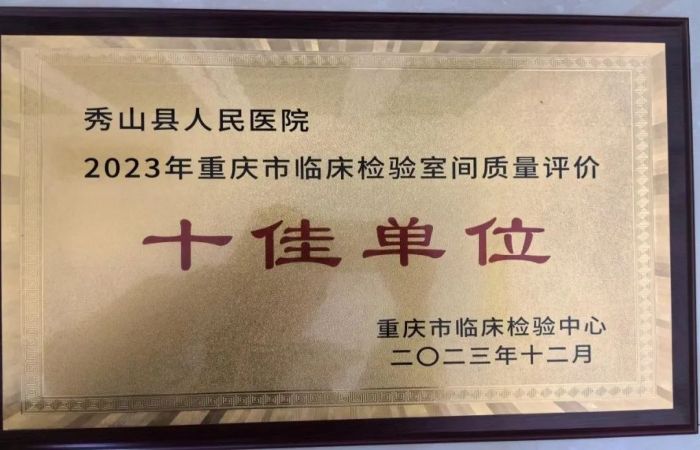 秀山县人民医院
2023年重庆市临床检验室间质量评价
十佳单位
重庆市临床检验中心
二〇二三年十二月